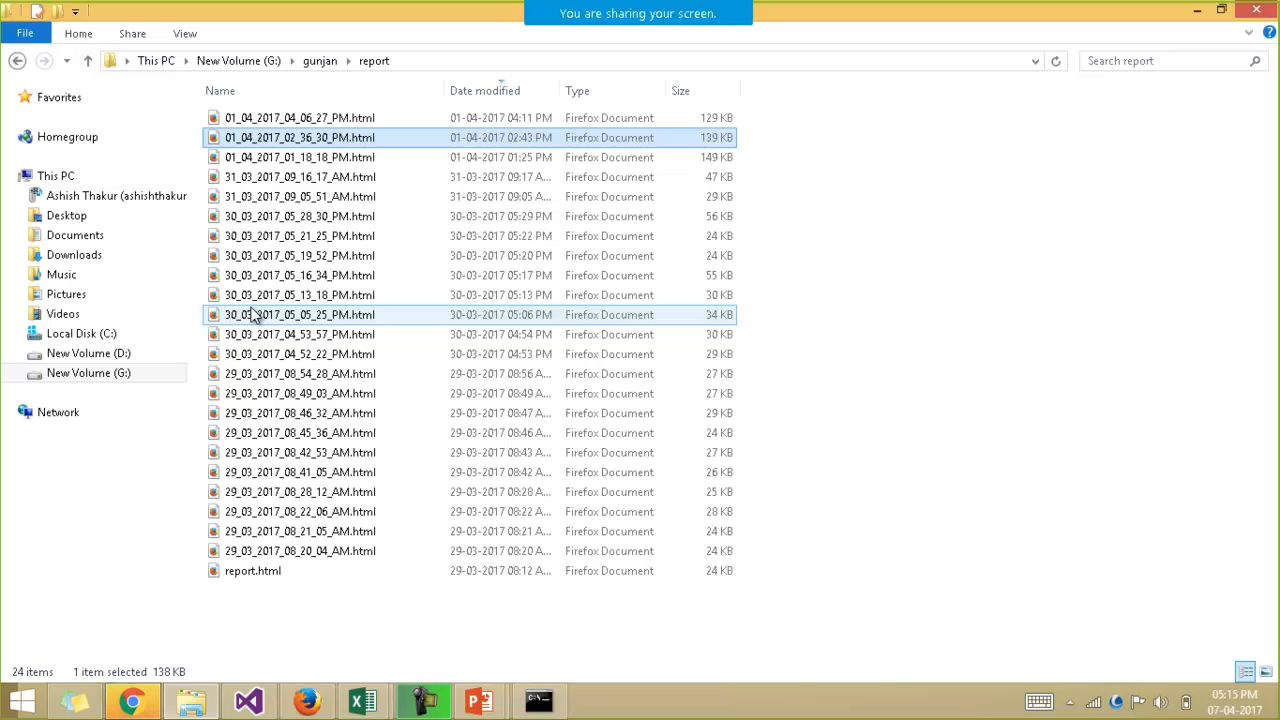 You are sharing your screen.
File Home Share View
This PC New Volume (G:) gunjan report Search report
Name Date modified Type Size
Favorites
Homegroup
This PC
Ashish Thakur (ashishthakur
Desktop
Documents
Downloads
Music
Pictures
Videos
Local Disk (C:)
New Volume (D:)
New Volume (G:)
Network
01_04_2017_04_06_27_PM.html 01-04-2017 04:11 PM Firefox Document 129 KB
01_04_2017_02_36_30_PM.html 01-04-2017 02:43 PM Firefox Document 139 KB
01_04_2017_01_18_18_PM.html 01-04-2017 01:25 PM Firefox Document 149 KB
31_03_2017_09_16_17_AM.html 31-03-2017 09:17 A... Firefox Document 47 KB
31_03_2017_09_05_51_AM.html 31-03-2017 09:05 A... Firefox Document 29 KB
30_03_2017_05_28_30_PM.html 30-03-2017 05:29 PM Firefox Document 56 KB
30_03_2017_05_21_25_PM.html 30-03-2017 05:22 PM Firefox Document 24 KB
30_03_2017_05_19_52_PM.html 30-03-2017 05:20 PM Firefox Document 24 KB
30_03_2017_05_16_34_PM.html 30-03-2017 05:17 PM Firefox Document 55 KB
30_03_2017_05_13_18_PM.html 30-03-2017 05:13 PM Firefox Document 30 KB
30_03_2017_05_05_25_PM.html 30-03-2017 05:06 PM Firefox Document 34 KB
30_03_2017_04_53_57_PM.html 30-03-2017 04:54 PM Firefox Document 30 KB
30_03_2017_04_52_22_PM.html 30-03-2017 04:53 PM Firefox Document 29 KB
29_03_2017_08_54_28_AM.html 29-03-2017 08:56 A... Firefox Document 27 KB
29_03_2017_08_49_03_AM.html 29-03-2017 08:49 A... Firefox Document 27 KB
29_03_2017_08_46_32_AM.html 29-03-2017 08:47 A... Firefox Document 29 KB
29_03_2017_08_45_36_AM.html 29-03-2017 08:46 A... Firefox Document 24 KB
29_03_2017_08_42_53_AM.html 29-03-2017 08:43 A... Firefox Document 27 KB
29_03_2017_08_41_05_AM.html 29-03-2017 08:42 A... Firefox Document 26 KB
29_03_2017_08_28_12_AM.html 29-03-2017 08:28 A... Firefox Document 25 KB
29_03_2017_08_22_06_AM.html 29-03-2017 08:22 A... Firefox Document 28 KB
29_03_2017_08_21_05_AM.html 29-03-2017 08:21 A... Firefox Document 24 KB
29_03_2017_08_20_04_AM.html 29-03-2017 08:20 A... Firefox Document 24 KB
report.html 29-03-2017 08:12 A... Firefox Document 24 KB
24 items 1 item selected 138 KB
05:15 PM
07-04-2017